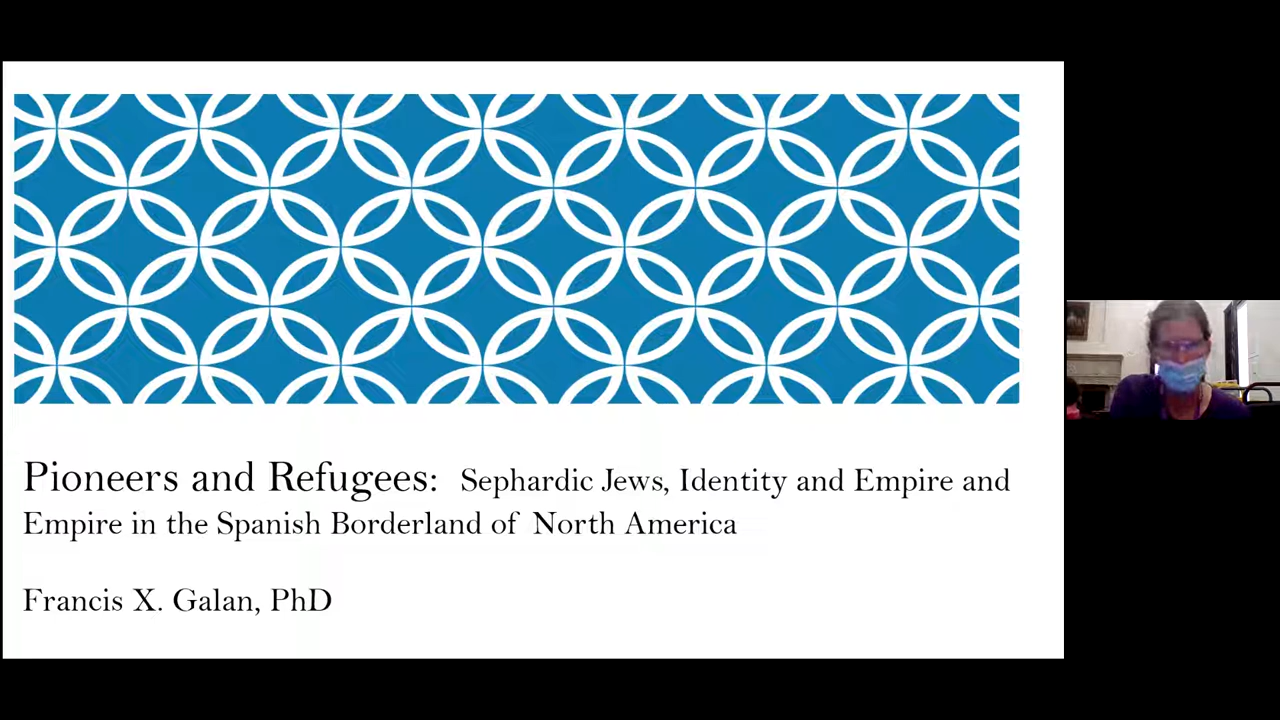 Pioneers and Refugees: Sephardic Jews, Identity and Empire and
Empire in the Spanish Borderland of North America
Francis X. Galan, PhD